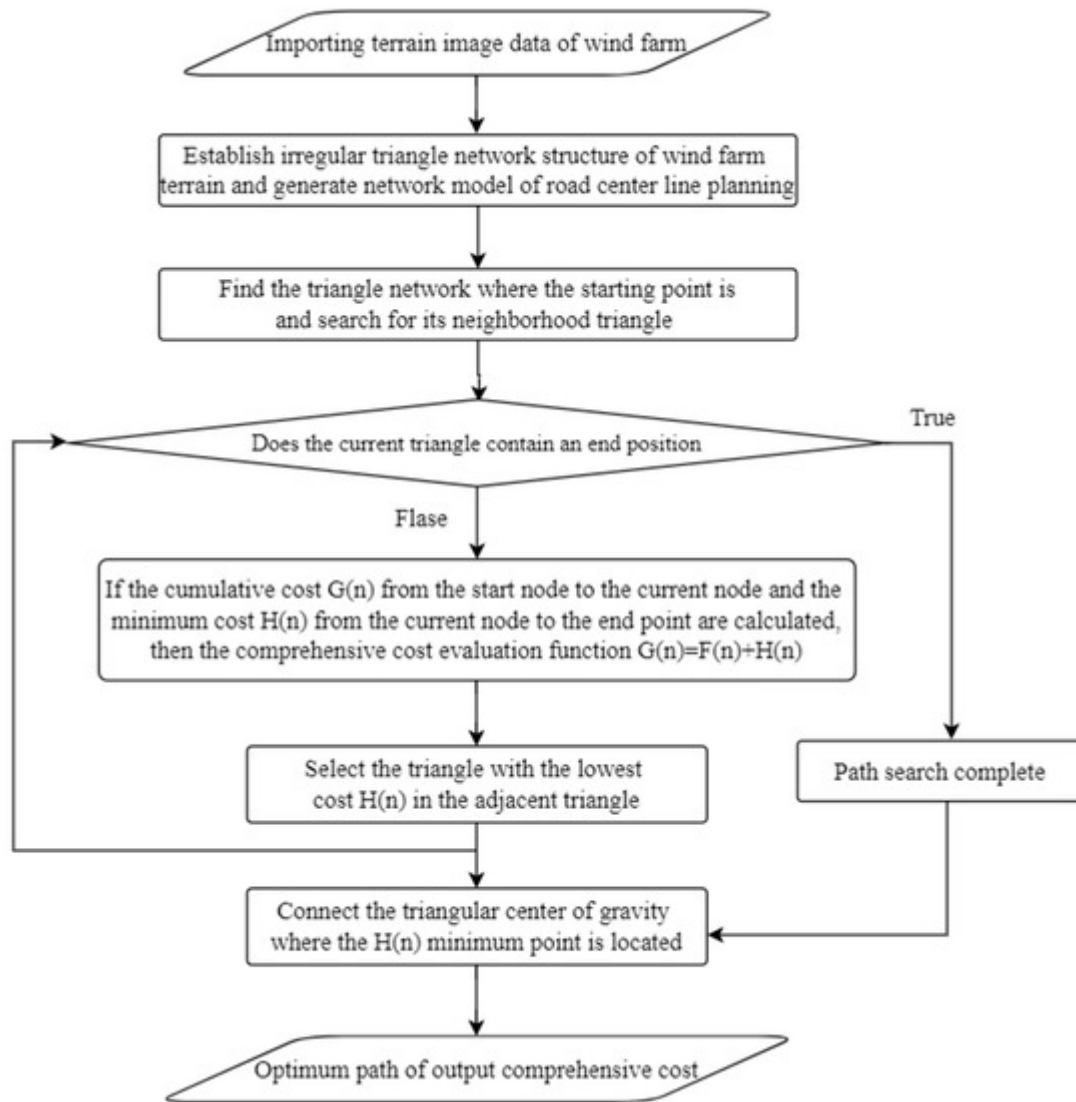 Importing terrain image data of wind farm
Establish irregular triangle network structure of wind farm
terrain and generate network model of road center line planning
Find the triangle network where the starting point is
and search for its neighborhood triangle
Does the current triangle contain an end position
True
Flase
If the cumulative cost G(n) from the start node to the current node and the
minimum cost H(n) from the current node to the end point are calculated,
then the comprehensive cost evaluation function G(n)=F(n)+H(n)
Select the triangle with the lowest
cost H(n) in the adjacent triangle
Path search complete
Connect the triangular center of gravity
where the H(n) minimum point is located
Optimum path of output comprehensive cost